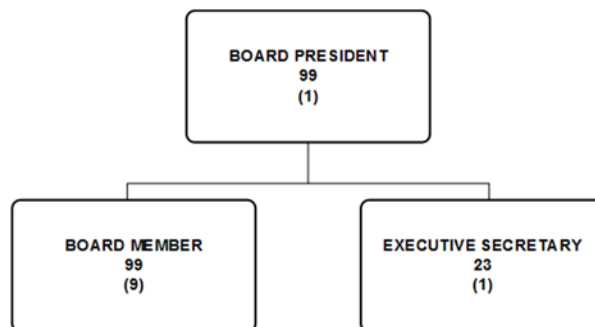 BOARD PRESIDENT
99
(1)
BOARD MEMBER
99
(9)
EXECUTIVE SECRETARY
23
(1)